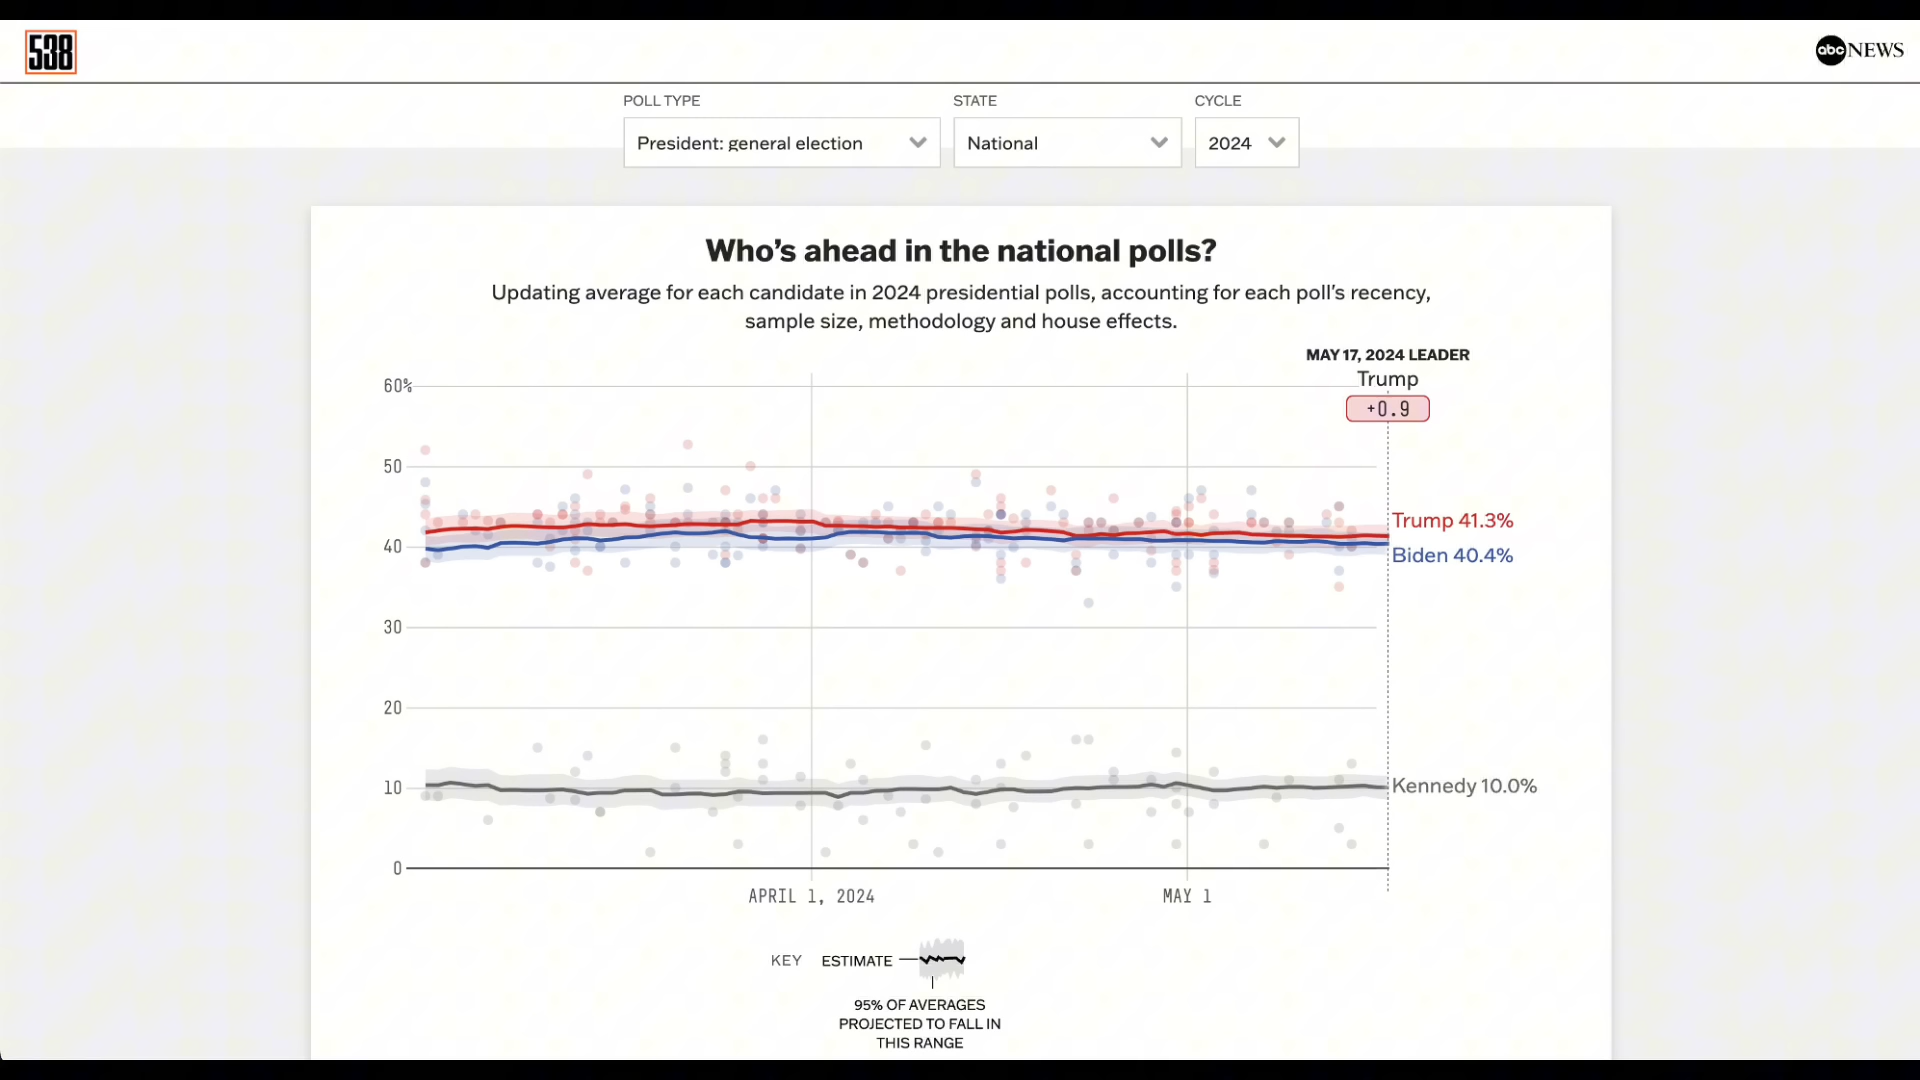 538
abc NEWS
POLL TYPE
STATE
CYCLE
President: general election
National
2024
Who's ahead in the national polls?
Updating average for each candidate in 2024 presidential polls, accounting for each poll's recency,
sample size, methodology and house effects.
MAY 17, 2024 LEADER
Trump
+0.9
60%
50
40
30
20
10
0
Trump 41.3%
Biden 40.4%
Kennedy 10.0%
APRIL 1, 2024
MAY 1
KEY
ESTIMATE
95% OF AVERAGES
PROJECTED TO FALL IN
THIS RANGE